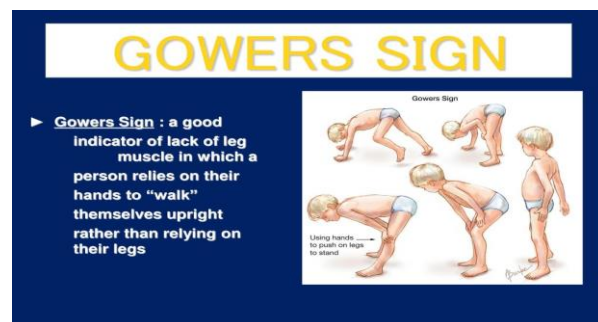 GOWERS SIGN
► Gowers Sign : a good
indicator of lack of leg
muscle in which a
person relies on their
hands to “walk”
themselves upright
rather than relying on
their legs
Gowers Sign
Using hands
to push on legs
to stand